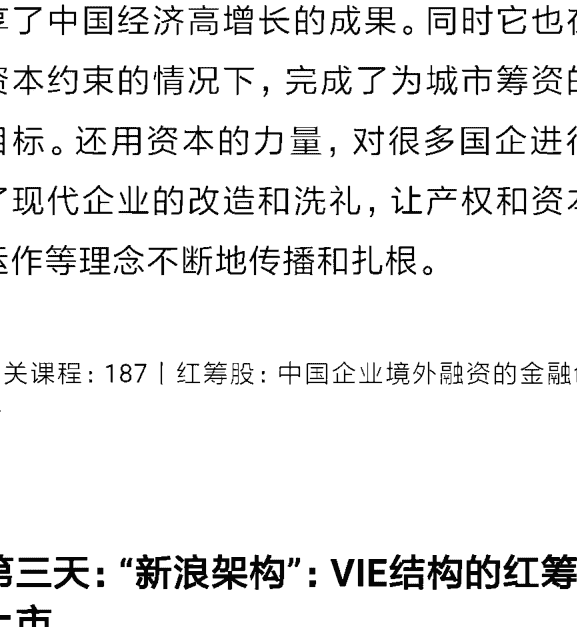 享了中国经济高增长的成果。同时它也在
资本约束的情况下，完成了为城市筹资的
目标。还用资本的力量，对很多国企进行
了现代企业的改造和洗礼，让产权和资本
运作等理念不断地传播和扎根。
关课程：187丨红筹股：中国企业境外融资的金融创
第三天：“新浪架构”：VIE结构的红筹
上市